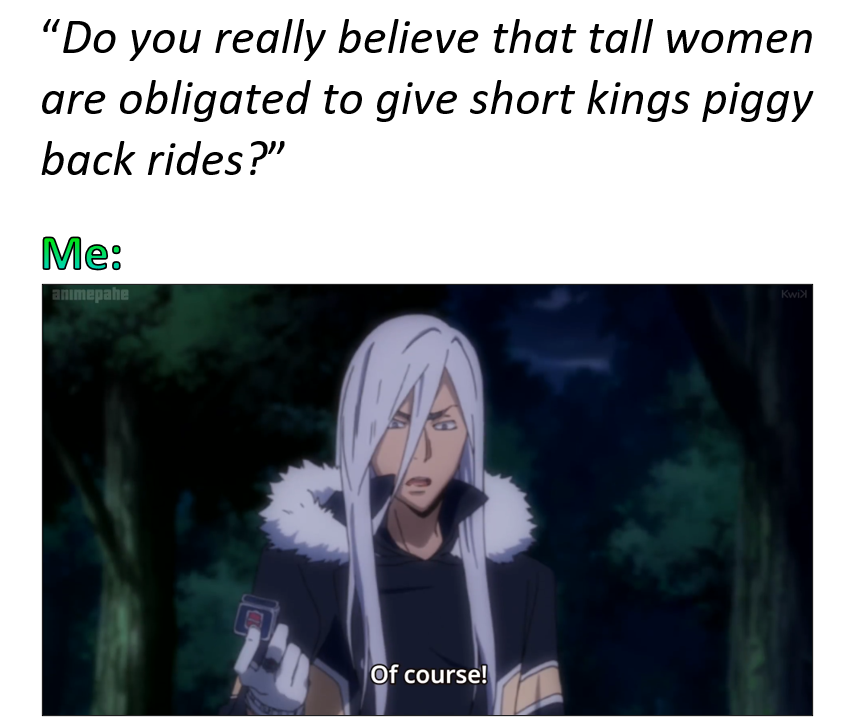 “Do you really believe that tall women
are obligated to give short kings piggy
back rides?”
Me:
animepahe
Kwik
Of course!